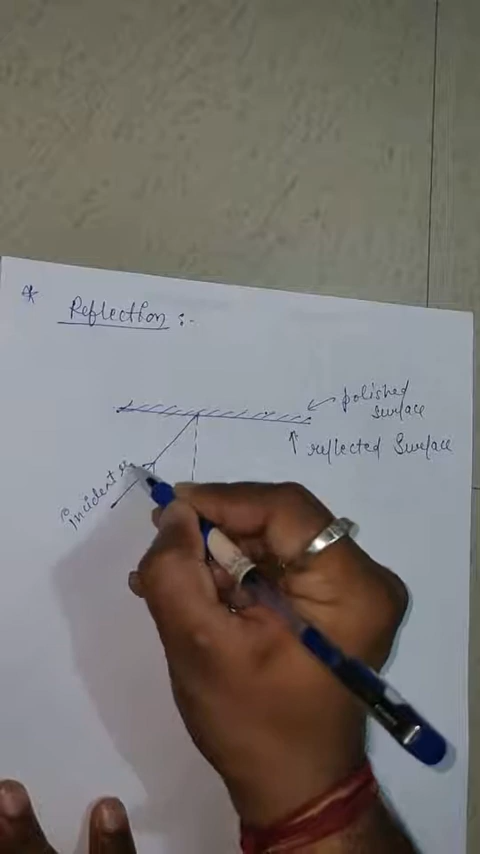 * Reflection :-
polished
surface
reflected Surface
incident